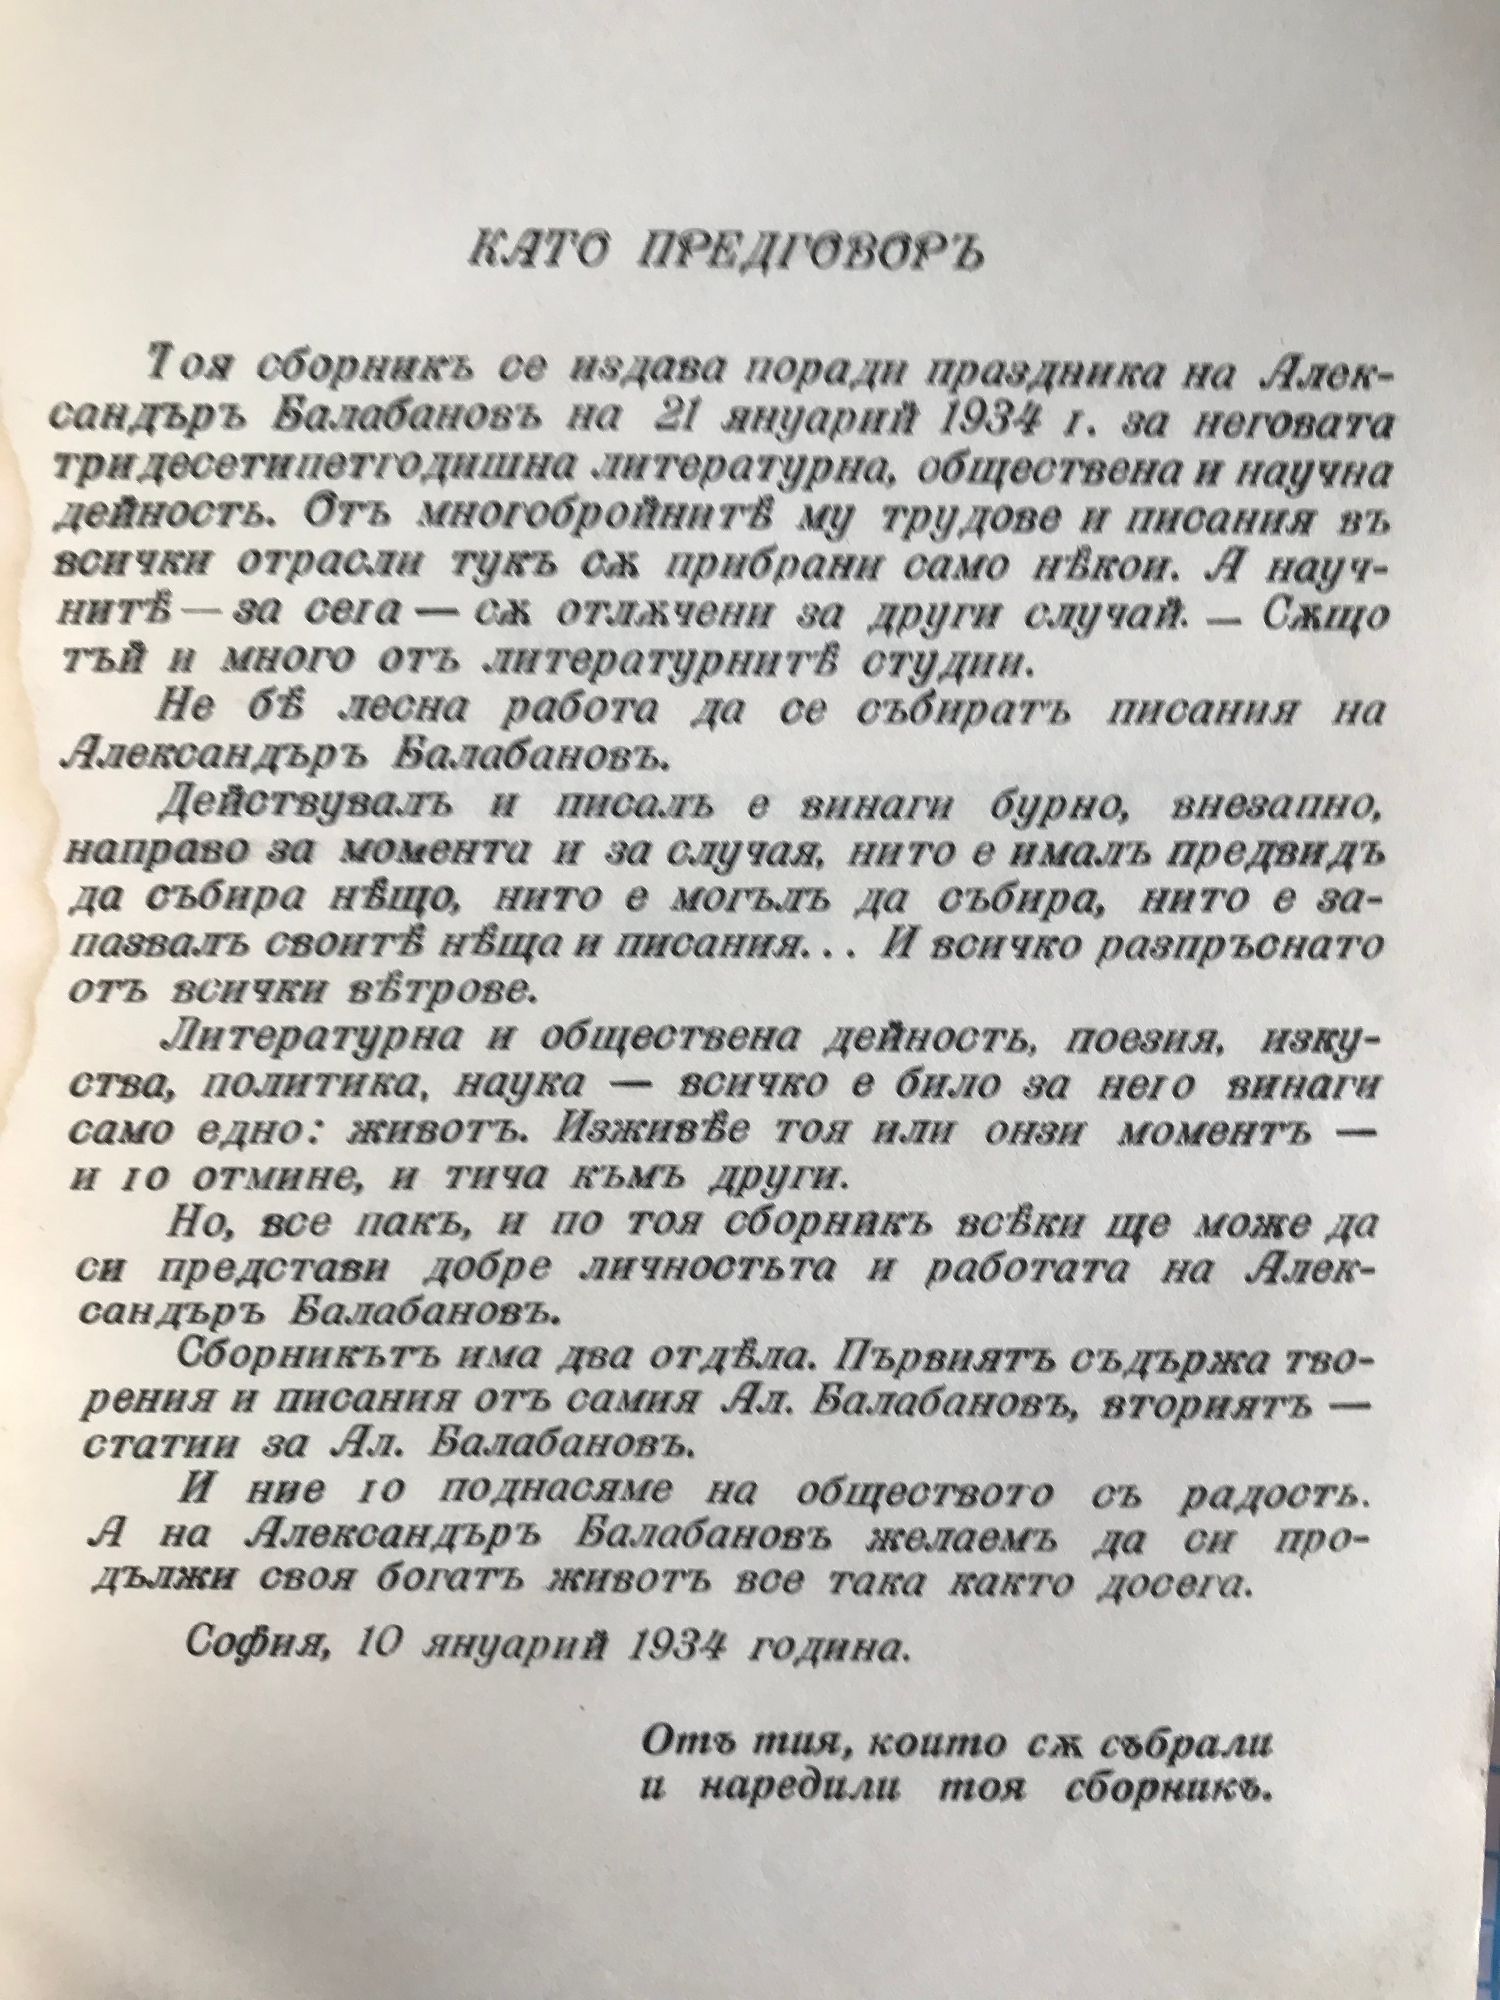 КАТО ПРЕДГОВОРЪ
Тоя сборникъ се издава поради праздника на Алек-
сандъръ Балабановъ на 21 януарий 1934 г. за неговата
тридесетипетгодишна литературна, обществена и научна
дейность. Отъ многобройнитѣ му трудове и писания въ
всички отрасли тукъ сѫ прибрани само нѣкои. А науч-
нитѣ — за сега — сѫ отлѫчени за други случай. — Сѫщо
тъй и много отъ литературнитѣ студии.
Не бѣ лесна работа да се събиратъ писания на
Александъръ Балабановъ.
Действувалъ и писалъ е винаги бурно, внезапно,
направо за момента и за случая, нито е ималъ предвидъ
да събира нѣщо, нито е могълъ да събира, нито е за-
пазвалъ своитѣ нѣща и писания... И всичко разпръснато
отъ всички вѣтрове.
Литературна и обществена дейность, поезия, изку-
ства, политика, наука — всичко е било за него винаги
само едно: животъ. Изживѣе тоя или онзи моментъ —
и го отмине, и тича къмъ други.
Но, все пакъ, и по тоя сборникъ всѣки ще може да
си представи добре личностьта и работата на Алек-
сандъръ Балабановъ.
Сборникътъ има два отдѣла. Първиятъ съдържа тво-
рения и писания отъ самия Ал. Балабановъ, вториятъ —
статии за Ал. Балабановъ.
И ние го поднасяме на обществото съ радость.
А на Александъръ Балабановъ желаемъ да си про-
дължи своя богатъ животъ все така както досега.
София, 10 януарий 1934 година.
Отъ тия, които сѫ събрали
и наредили тоя сборникъ.